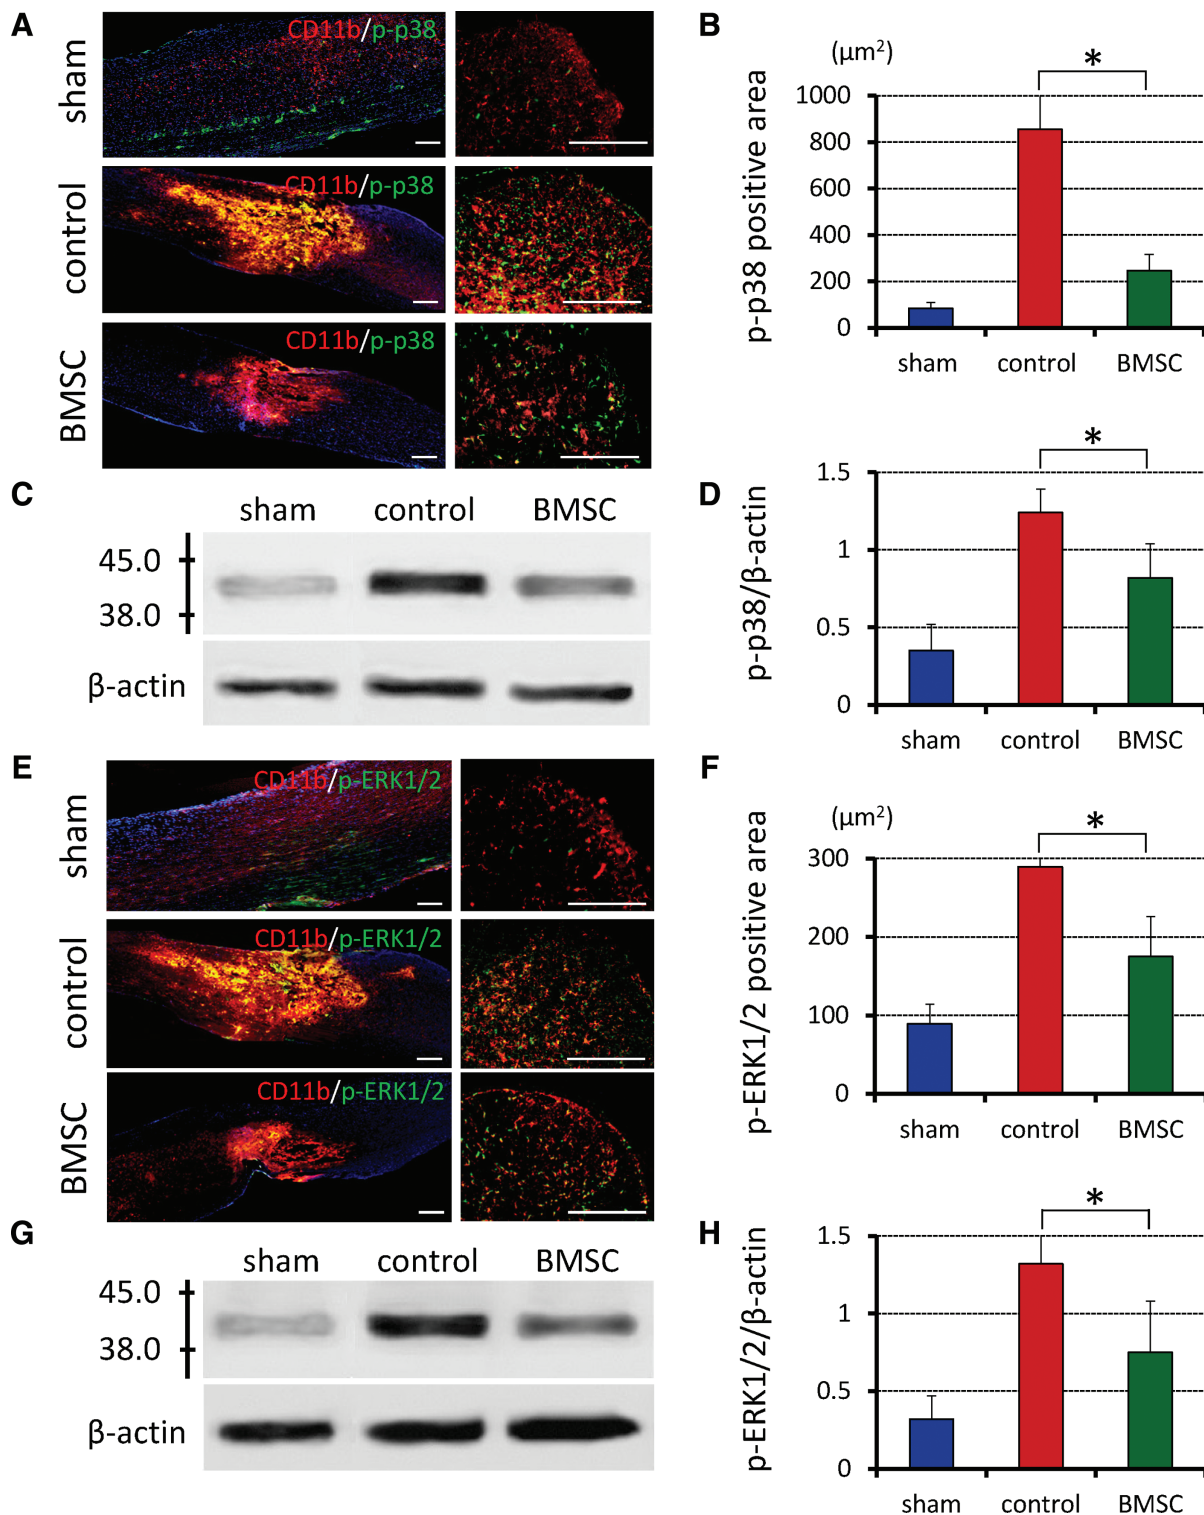 A
sham
CD11b/p-p38
control
CD11b/p-p38
BMSC
CD11b/p-p38
B
(μm²)
p-p38 positive area
1000
800
600
400
200
0
sham control BMSC
*
C
sham control BMSC
45.0
38.0
β-actin
D
p-p38/β-actin
1.5
1
0.5
0
sham control BMSC
*
E
sham
CD11b/p-ERK1/2
control
CD11b/p-ERK1/2
BMSC
CD11b/p-ERK1/2
F
(μm²)
p-ERK1/2 positive area
300
200
100
0
sham control BMSC
*
G
sham control BMSC
45.0
38.0
β-actin
H
p-ERK1/2/β-actin
1.5
1
0.5
0
sham control BMSC
*